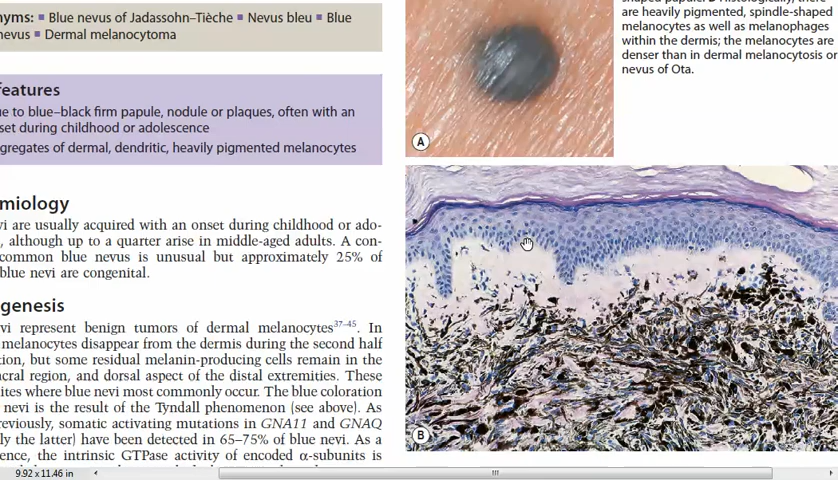 nyms: ▪ Blue nevus of Jadassohn–Tièche ▪ Nevus bleu ▪ Blue
nevus ▪ Dermal melanocytoma
features
ue to blue–black firm papule, nodule or plaques, often with an
set during childhood or adolescence
gregates of dermal, dendritic, heavily pigmented melanocytes
miology
vi are usually acquired with an onset during childhood or ado-
, although up to a quarter arise in middle-aged adults. A con-
common blue nevus is unusual but approximately 25% of
blue nevi are congenital.
genesis
vi represent benign tumors of dermal melanocytes37–45. In
melanocytes disappear from the dermis during the second half
tion, but some residual melanin-producing cells remain in the
acral region, and dorsal aspect of the distal extremities. These
ites where blue nevi most commonly occur. The blue coloration
nevi is the result of the Tyndall phenomenon (see above). As
reviously, somatic activating mutations in GNA11 and GNAQ
ly the latter) have been detected in 65–75% of blue nevi. As a
ence, the intrinsic GTPase activity of encoded α-subunits is
are heavily pigmented, spindle-shaped
melanocytes as well as melanophages
within the dermis; the melanocytes are
denser than in dermal melanocytosis or
nevus of Ota.
A
B
9.92 x 11.46 in